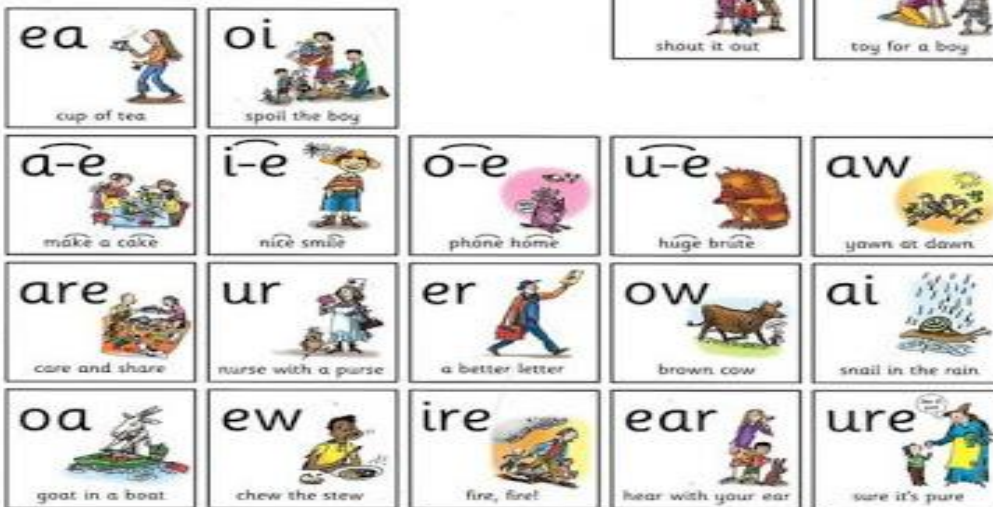 shout it out
toy for a boy
ea
cup of tea
oi
spoil the boy
a-e
make a cake
i-e
nice smile
o-e
phone home
u-e
huge brute
aw
yawn at dawn
are
care and share
ur
nurse with a purse
er
a better letter
ow
brown cow
ai
snail in the rain
oa
goat in a boat
ew
chew the stew
ire
fire, fire!
ear
hear with your ear
ure
sure it's pure